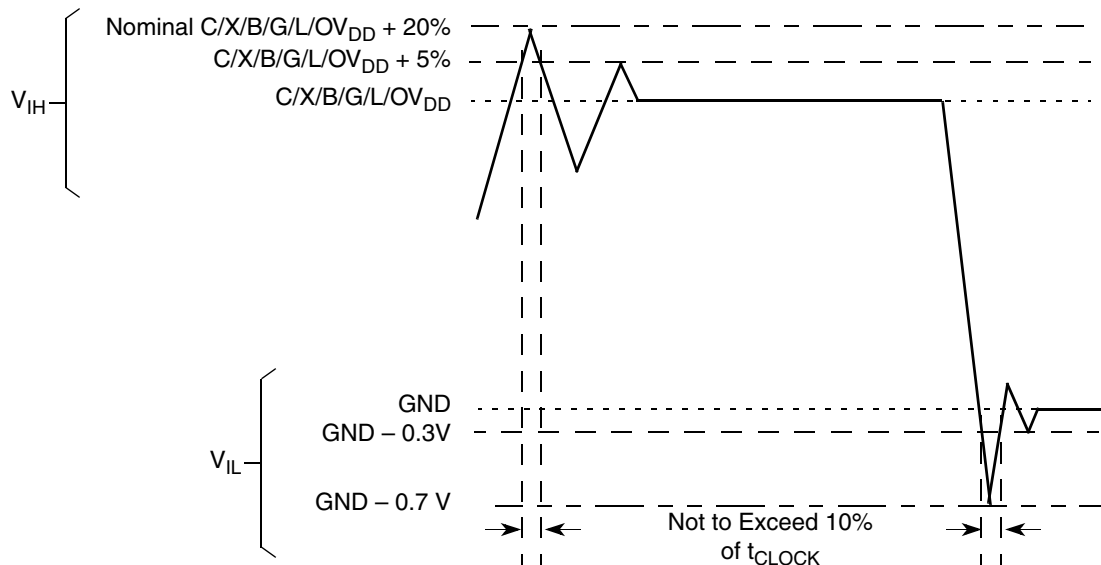 Nominal C/X/B/G/L/OVDD + 20%
C/X/B/G/L/OVDD + 5%
C/X/B/G/L/OVDD
VIH
GND
GND – 0.3V
VIL
GND – 0.7 V
Not to Exceed 10%
of tCLOCK